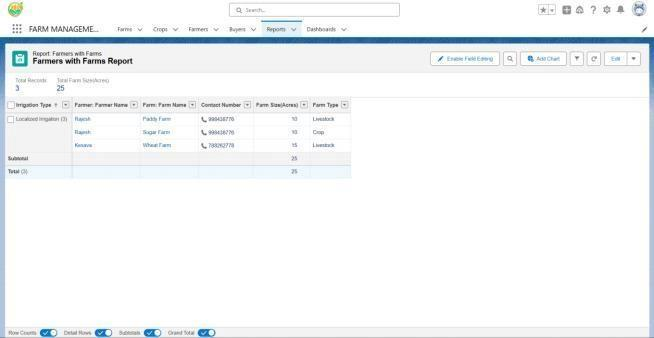 Search...
FARM MANAGEME... Farms Crops Farmers Buyers Reports Dashboards
Report: Farmers with Farms
Farmers with Farms Report
Enable Field Editing Add Chart Edit
Total Records Total Farm Size(Acres)
3 25
Irrigation Type ↑ Farmer: Farmer Name Farm: Farm Name Contact Number Farm Size(Acres) Farm Type
Localized Irrigation (3) Rajesh Paddy Farm 998438776 10 Livestock
Rajesh Sugar Farm 998438776 10 Crop
Kesava Wheat Farm 788262778 15 Livestock
Subtotal 25
Total (3) 25
Row Counts Detail Rows Subtotals Grand Total